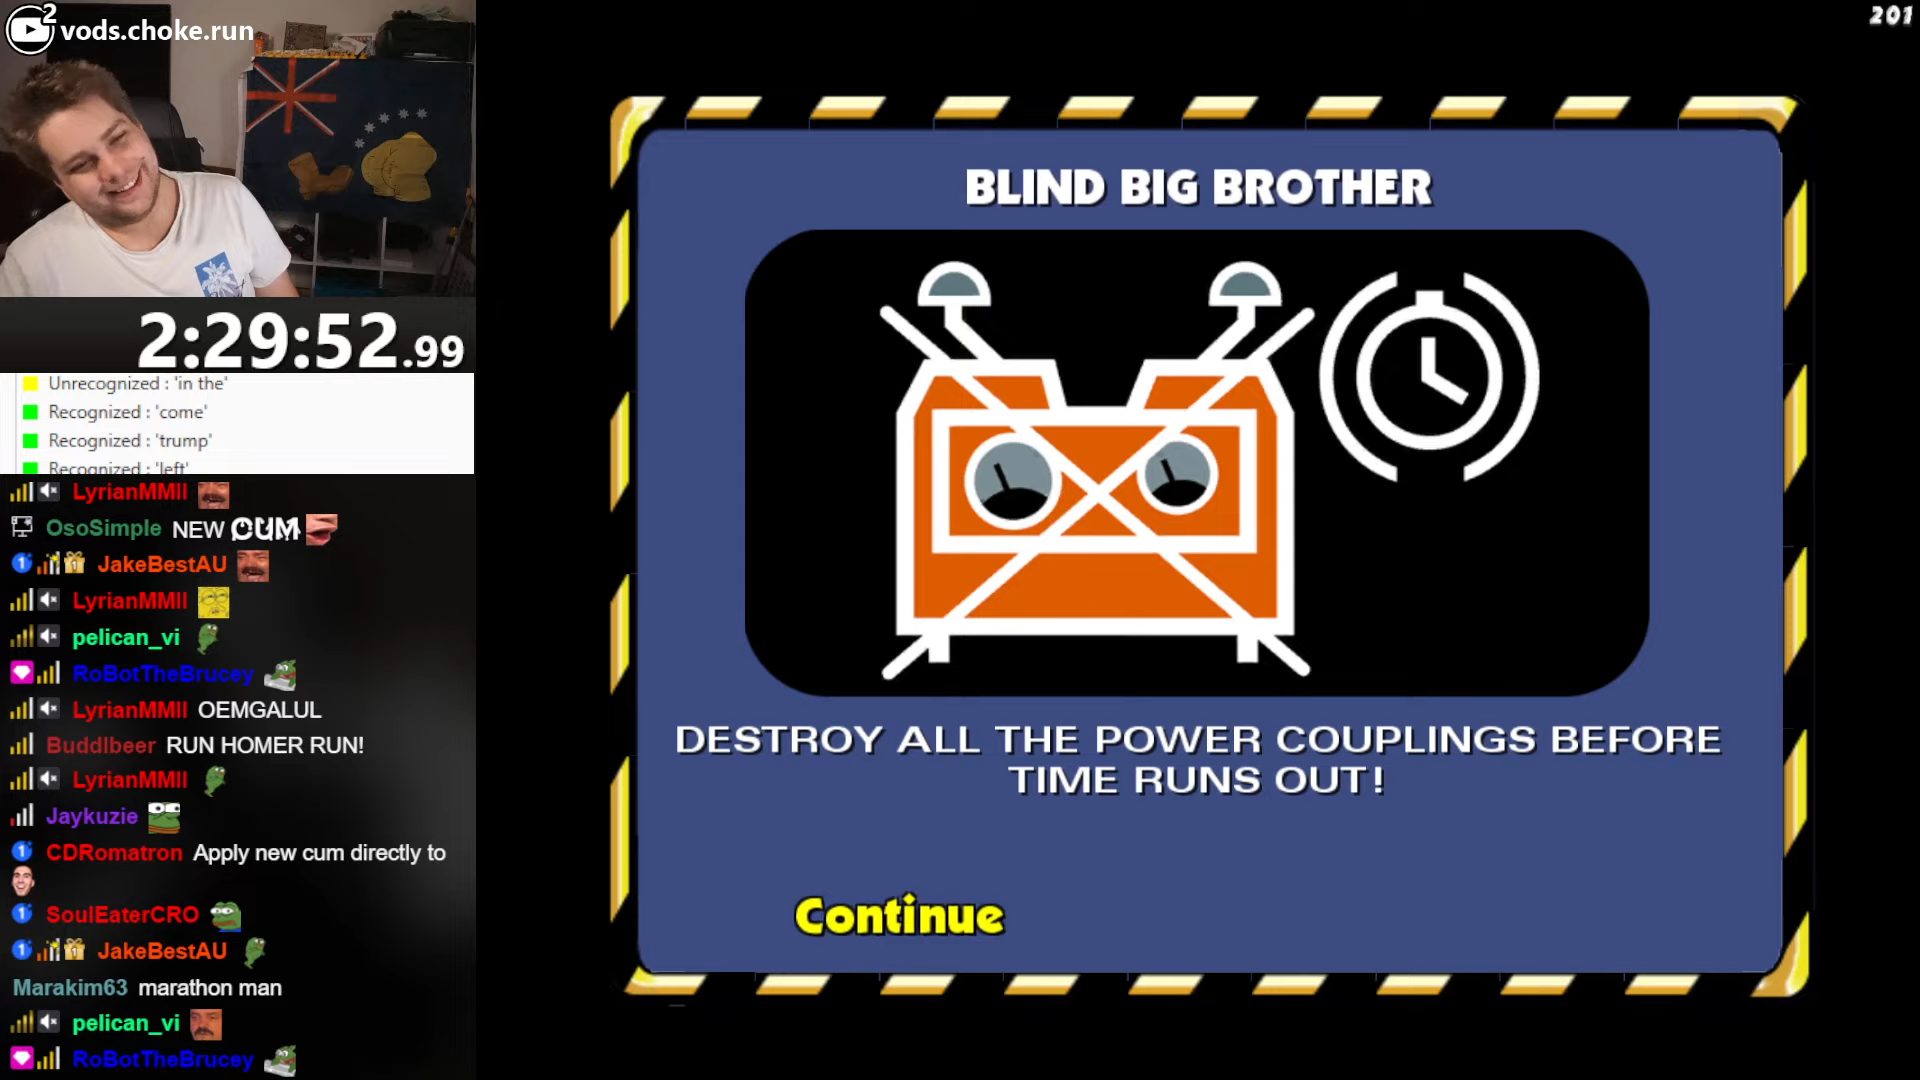 2
vods.choke.run
201
2:29:52.99
Unrecognized : 'in the'
Recognized : 'come'
Recognized : 'trump'
Recognized : 'left'
LyrianMMII
OsoSimple NEW CUM
JakeBestAU
LyrianMMII
pelican_vi
RoBotTheBrucey
LyrianMMII OEMGALUL
Buddlbeer RUN HOMER RUN!
LyrianMMII
Jaykuzie
CDRomatron Apply new cum directly to
SoulEaterCRO
JakeBestAU
Marakim63 marathon man
pelican_vi
RoBotTheBrucey
BLIND BIG BROTHER
DESTROY ALL THE POWER COUPLINGS BEFORE
TIME RUNS OUT!
Continue